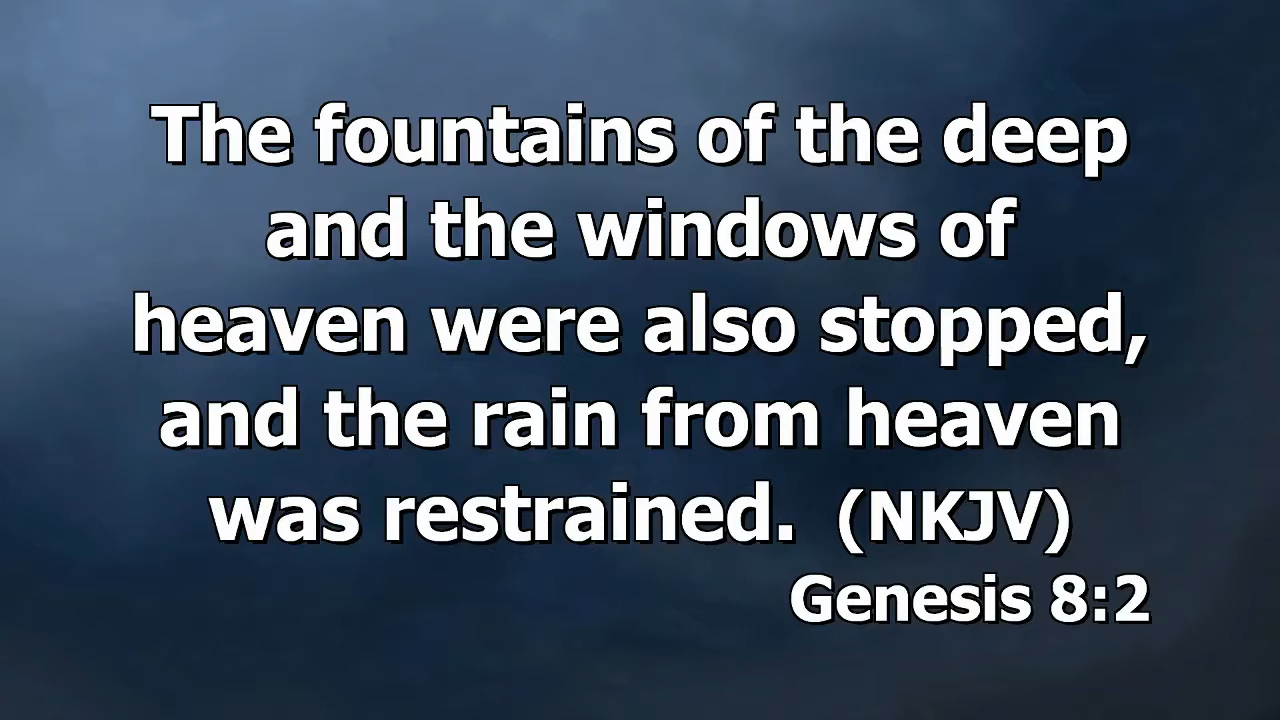 The fountains of the deep
and the windows of
heaven were also stopped,
and the rain from heaven
was restrained. (NKJV)
Genesis 8:2